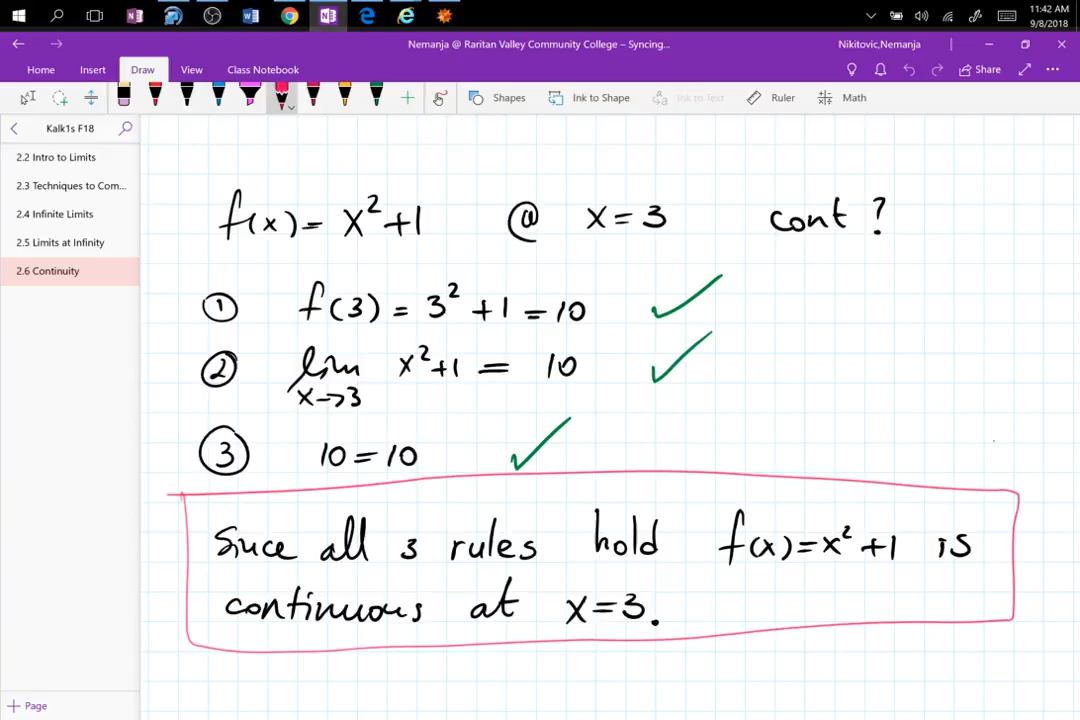 11:42 AM
9/8/2018
Nemanja @ Raritan Valley Community College – Syncing...
Nikitovic,Nemanja
Home Insert Draw View Class Notebook
Share
Shapes Ink to Shape Ink to Text Ruler Math
Kalk1s F18
2.2 Intro to Limits
2.3 Techniques to Com...
2.4 Infinite Limits
2.5 Limits at Infinity
2.6 Continuity
f(x) = x²+1 @ x=3 cont ?
① f(3) = 3² +1 = 10 ✓
② lim x²+1 = 10 ✓
x→3
③ 10 = 10 ✓
Since all 3 rules hold f(x)=x²+1 is
continuous at x=3.
+ Page